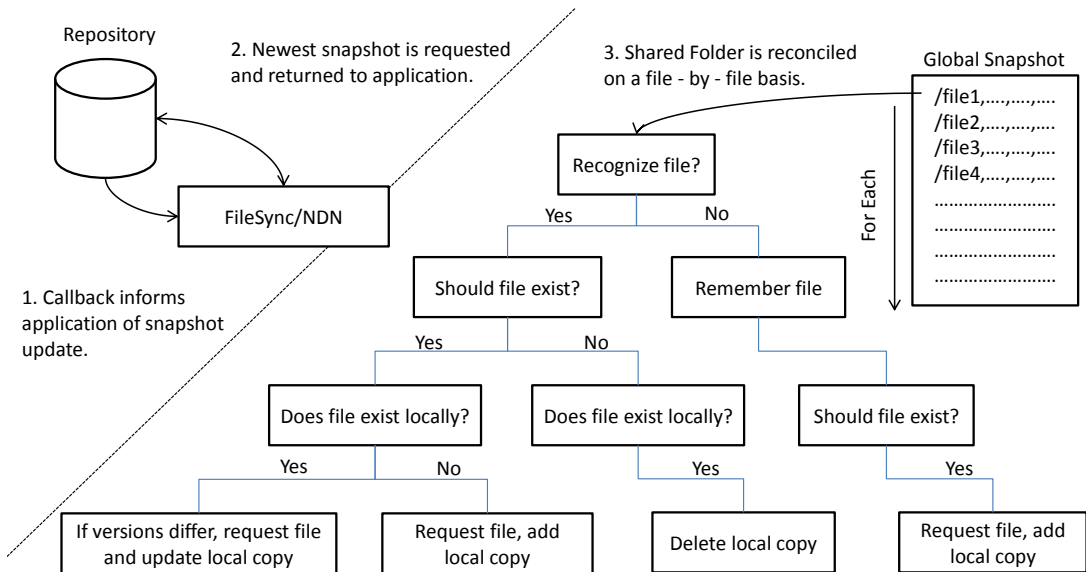 Repository
2. Newest snapshot is requested
and returned to application.
FileSync/NDN
1. Callback informs
application of snapshot
update.
3. Shared Folder is reconciled
on a file - by - file basis.
Global Snapshot
/file1,....,....,....
/file2,....,....,....
/file3,....,....,....
/file4,....,....,....
..............................
..............................
..............................
..............................
For Each
Recognize file?
Yes
No
Should file exist?
Remember file
Yes
No
Does file exist locally?
Does file exist locally?
Should file exist?
Yes
No
Yes
Yes
If versions differ, request file
and update local copy
Request file, add
local copy
Delete local copy
Request file, add
local copy